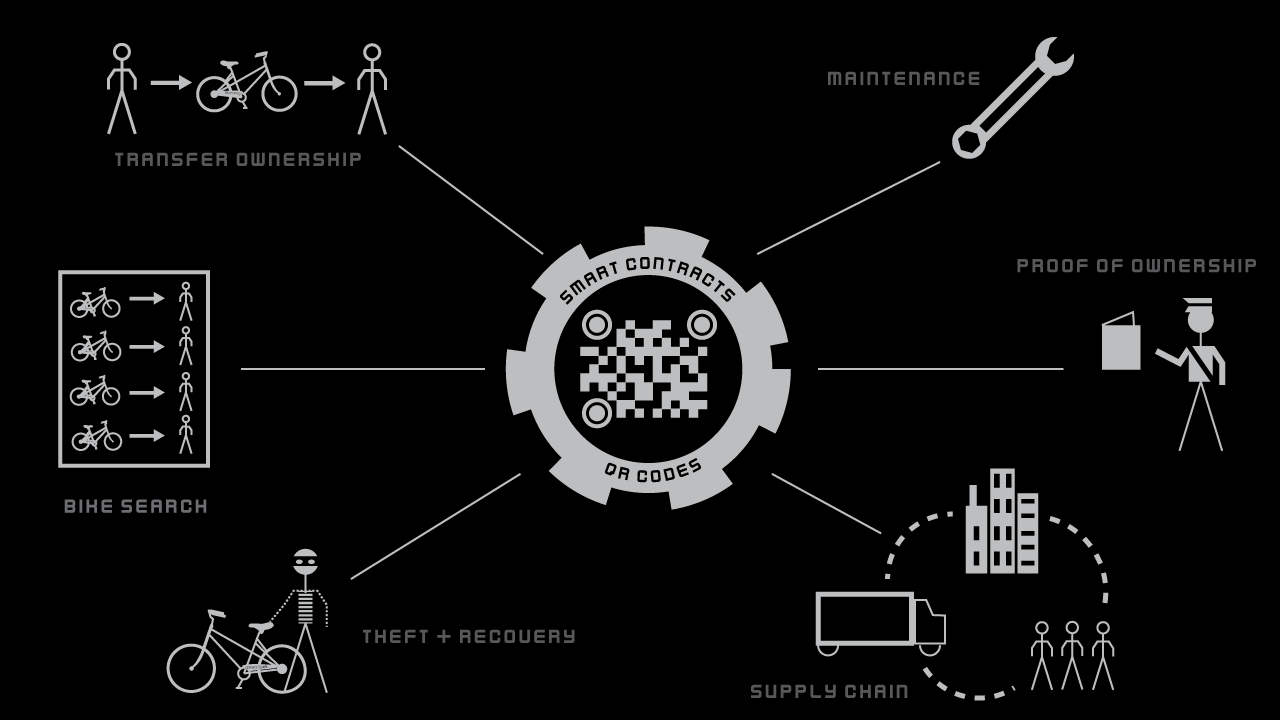 MAINTENANCE
TRANSFER OWNERSHIP
PROOF OF OWNERSHIP
SMART CONTRACTS
QR CODES
BIKE SEARCH
THEFT + RECOVERY
SUPPLY CHAIN